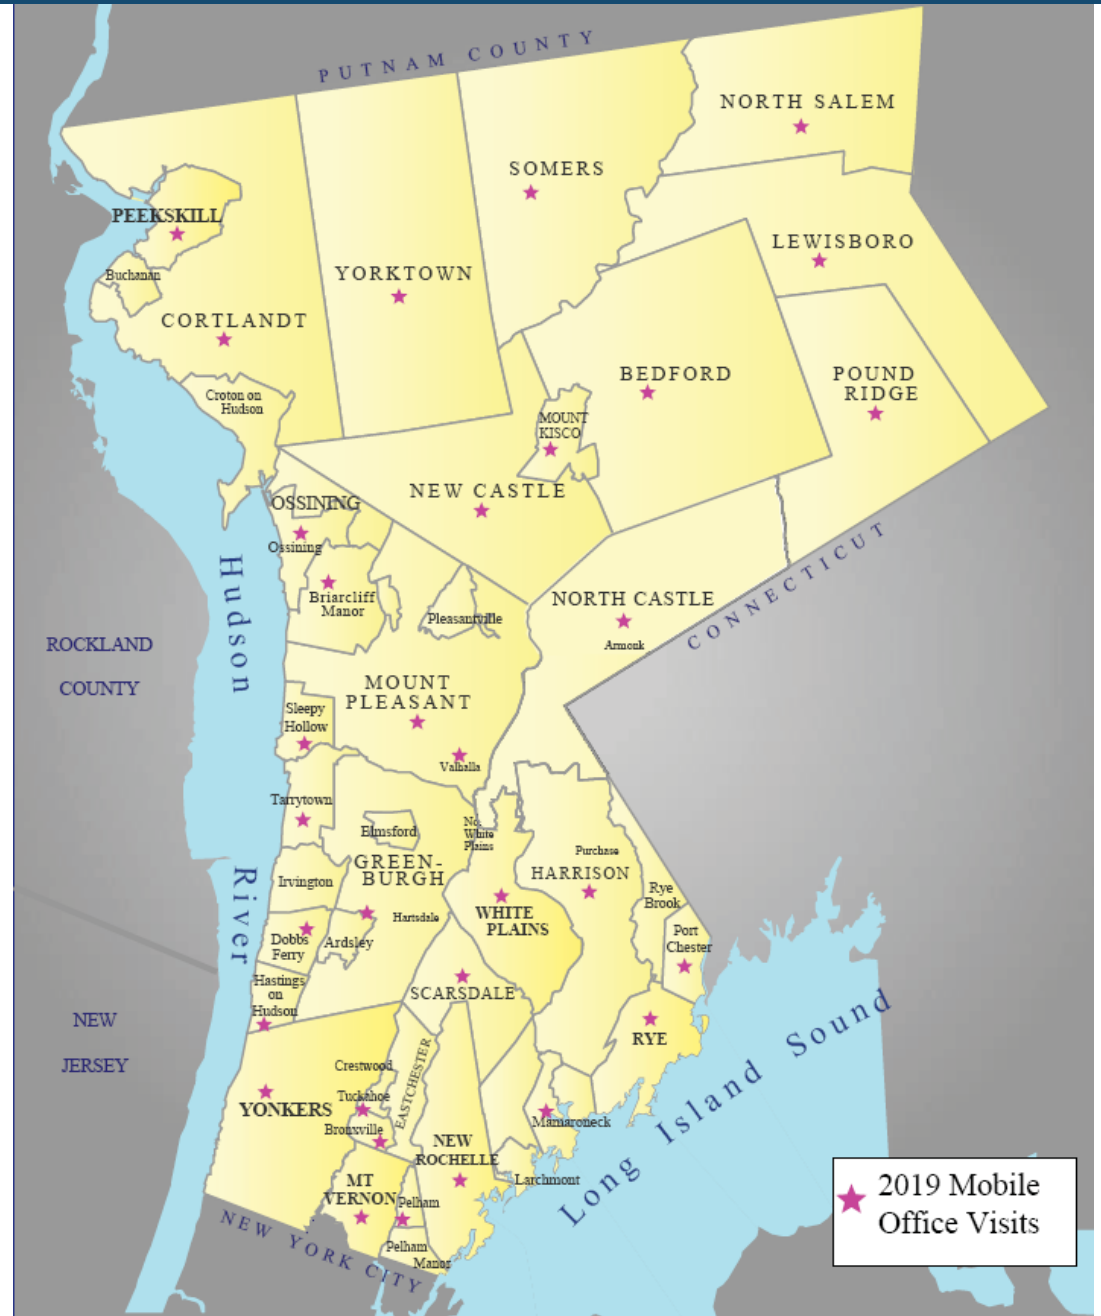 PUTNAM COUNTY
NORTH SALEM
SOMERS
PEEKSKILL
LEWISBORO
Buchanan
YORKTOWN
CORTLANDT
BEDFORD
POUND
RIDGE
Croton on
Hudson
MOUNT
KISCO
NEW CASTLE
OSSINING
Ossining
CONNECTICUT
Hudson
Briarcliff
Manor
Pleasantville
NORTH CASTLE
Armonk
ROCKLAND
COUNTY
MOUNT
PLEASANT
Sleepy
Hollow
Valhalla
Tarrytown
Elmsford
No.
White
Plains
Purchase
GREEN-
BURGH
HARRISON
River
Irvington
Rye
Brook
Hartsdale
WHITE
PLAINS
Dobbs
Ferry
Ardsley
Port
Chester
Hastings
on
Hudson
SCARSDALE
NEW
JERSEY
RYE
Long Island Sound
Crestwood
EASTCHESTER
Tuckahoe
YONKERS
Bronxville
Mamaroneck
NEW
ROCHELLE
Larchmont
MT
VERNON
Pelham
NEW YORK CITY
Pelham
Manor
2019 Mobile
Office Visits